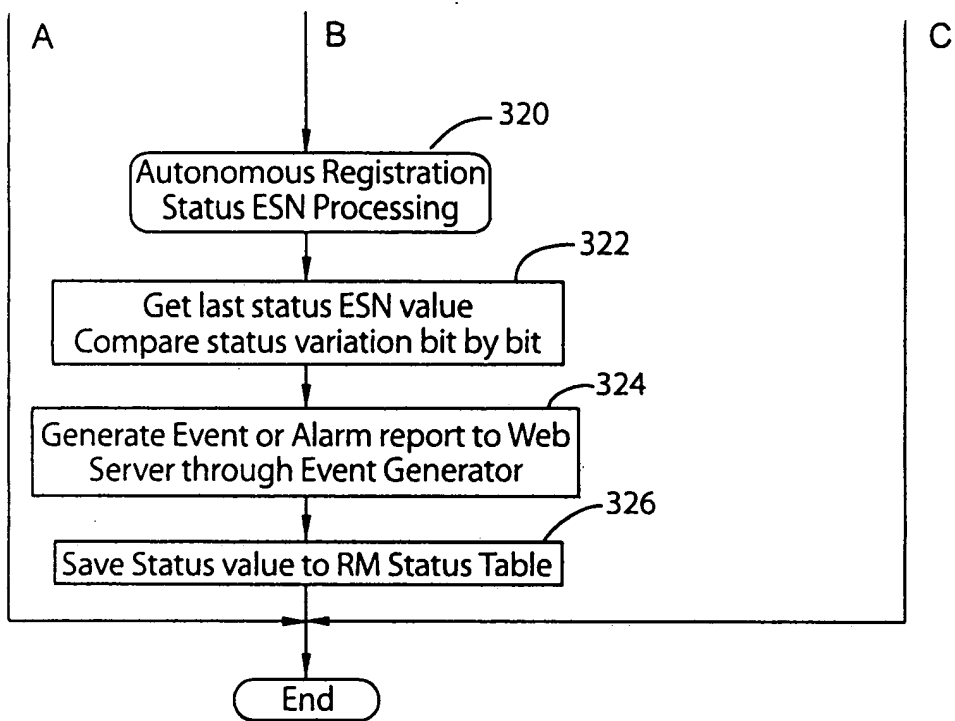 A
B
C
320
Autonomous Registration
Status ESN Processing
322
Get last status ESN value
Compare status variation bit by bit
324
Generate Event or Alarm report to Web
Server through Event Generator
326
Save Status value to RM Status Table
End